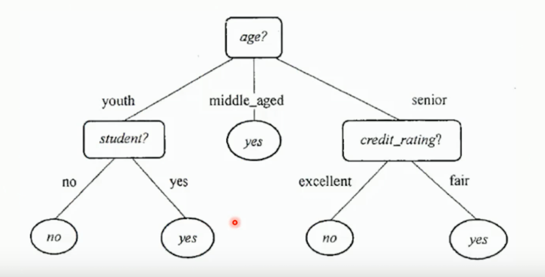 age?
youth
middle_aged
senior
student?
yes
credit_rating?
no
yes
excellent
fair
no
yes
no
yes